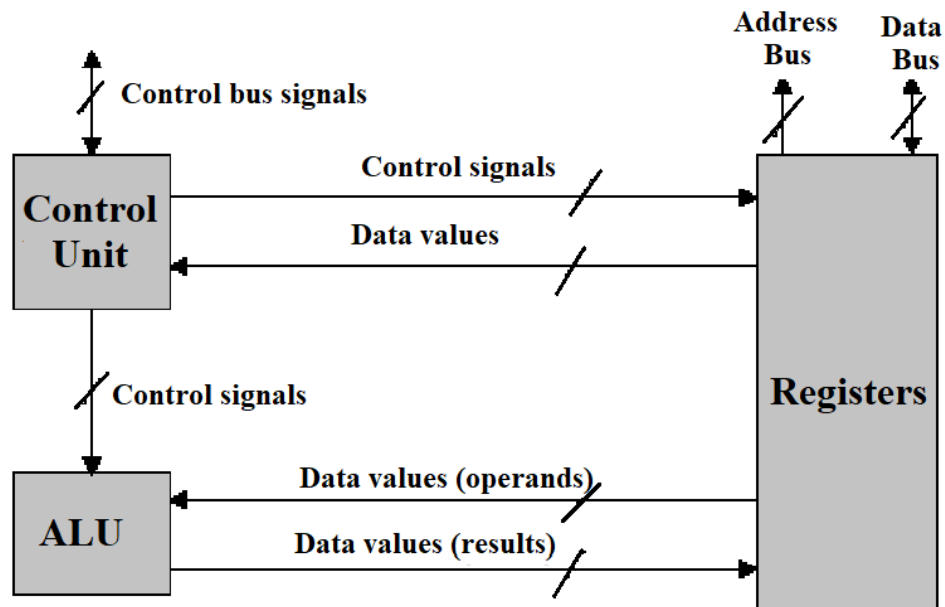 Address
Bus
Data
Bus
Control bus signals
Control signals
Control
Unit
Data values
Control signals
Registers
Data values (operands)
ALU
Data values (results)